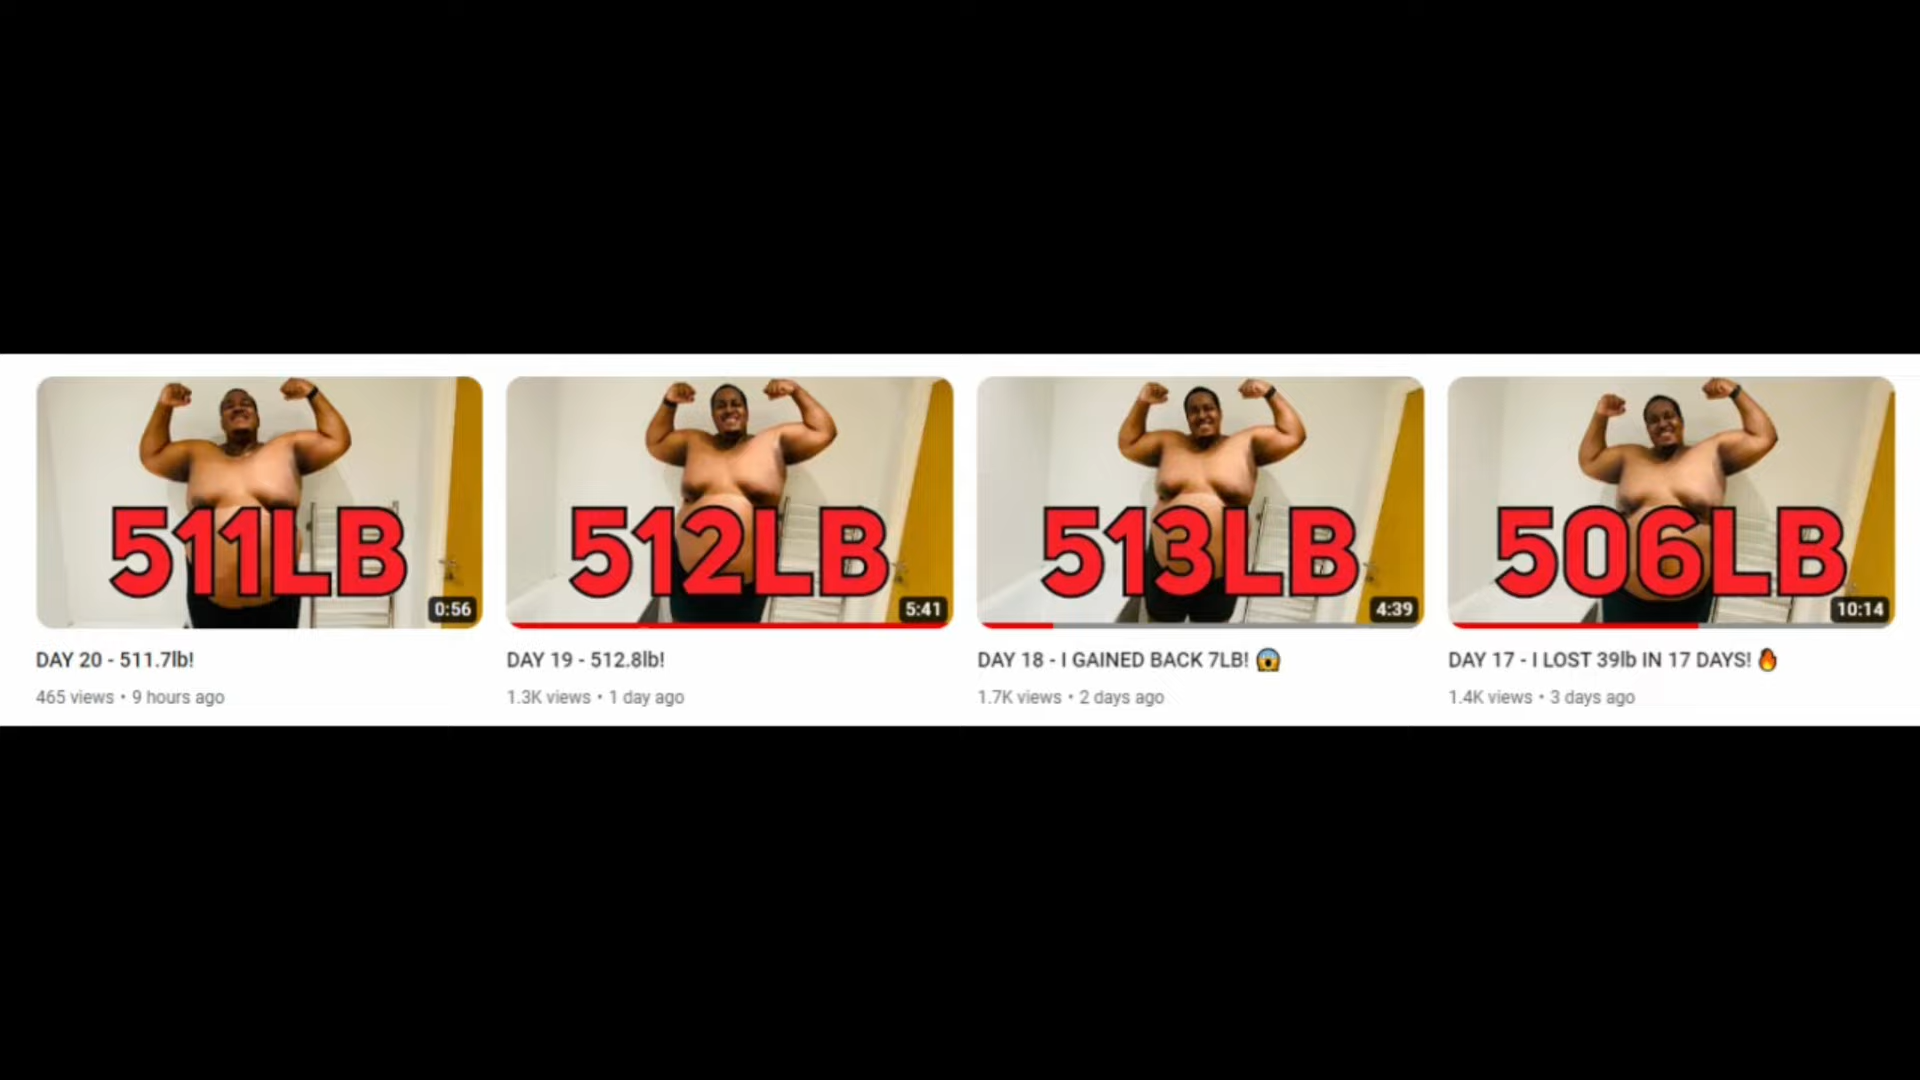 511LB
0:56
DAY 20 - 511.7lb!
465 views • 9 hours ago
512LB
5:41
DAY 19 - 512.8lb!
1.3K views • 1 day ago
513LB
4:39
DAY 18 - I GAINED BACK 7LB! 😱
1.7K views • 2 days ago
506LB
10:14
DAY 17 - I LOST 39lb IN 17 DAYS! 🔥
1.4K views • 3 days ago